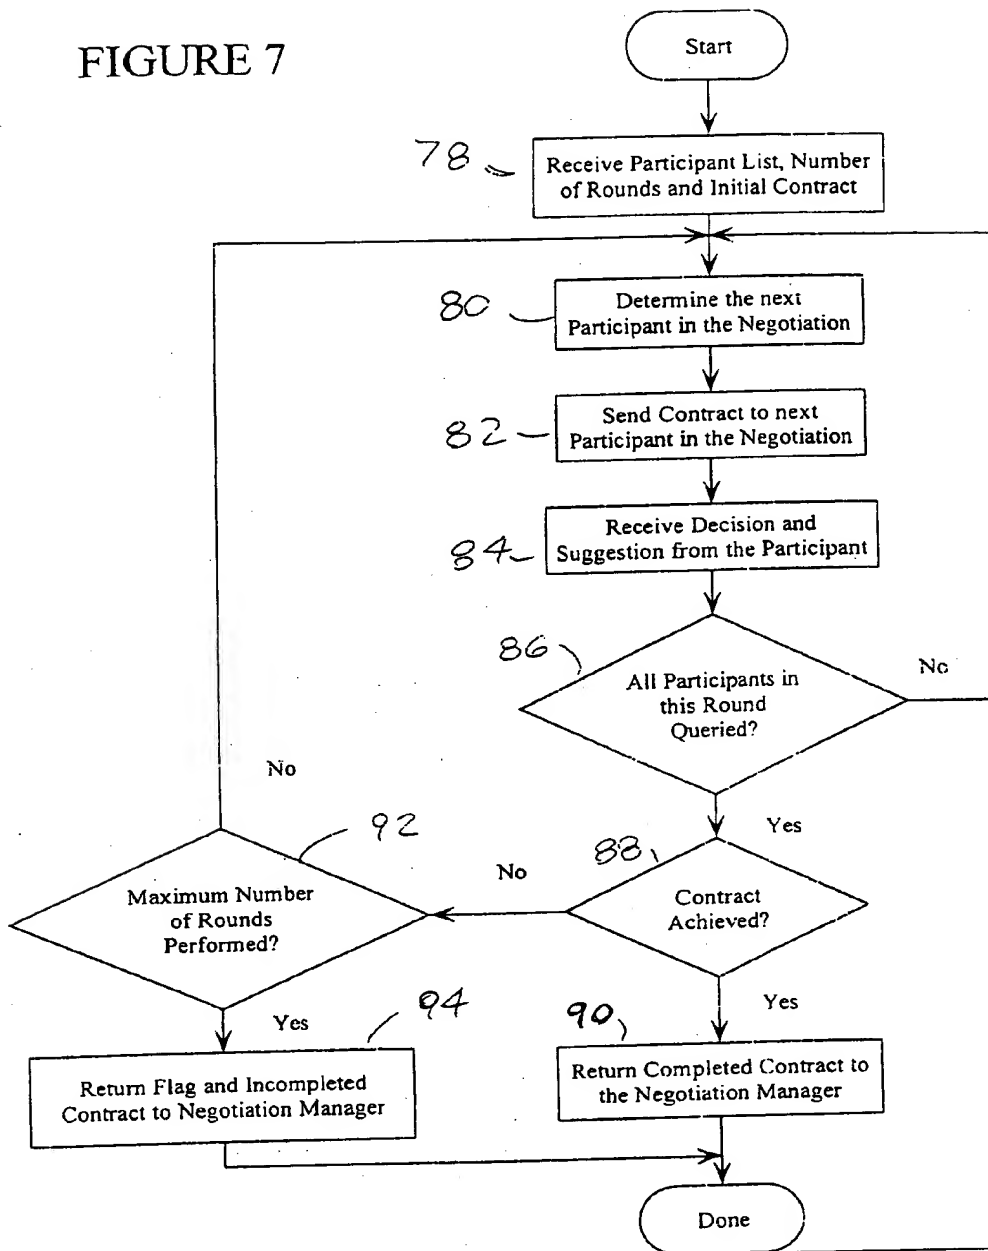 FIGURE 7
Start
78
Receive Participant List, Number
of Rounds and Initial Contract
80
Determine the next
Participant in the Negotiation
82
Send Contract to next
Participant in the Negotiation
84
Receive Decision and
Suggestion from the Participant
86
All Participants in
this Round
Queried?
No
Yes
88
Contract
Achieved?
No
Yes
92
Maximum Number
of Rounds
Performed?
No
Yes
94
Return Flag and Incompleted
Contract to Negotiation Manager
90
Return Completed Contract to
the Negotiation Manager
Done